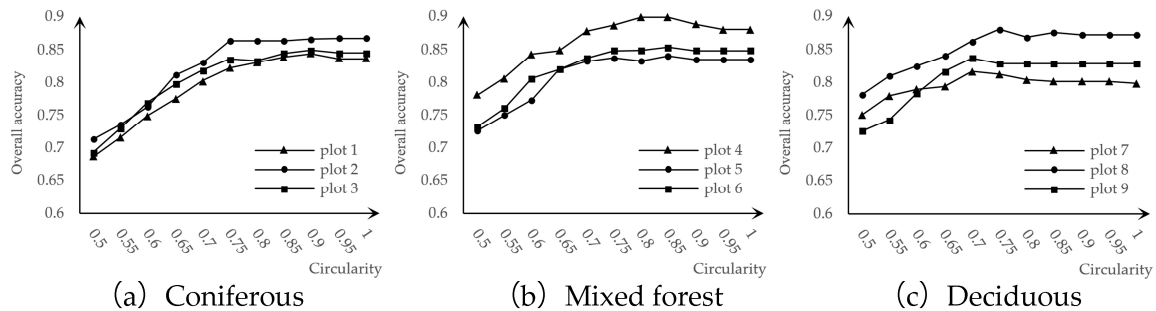 0.9
0.85
0.8
0.75
0.7
0.65
0.6
Overall accuracy
plot 1
plot 2
plot 3
0.5 0.55 0.6 0.65 0.7 0.75 0.8 0.85 0.9 0.95 1
Circularity
(a) Coniferous
0.9
0.85
0.8
0.75
0.7
0.65
0.6
Overall accuracy
plot 4
plot 5
plot 6
0.5 0.55 0.6 0.65 0.7 0.75 0.8 0.85 0.9 0.95 1
Circularity
(b) Mixed forest
0.9
0.85
0.8
0.75
0.7
0.65
0.6
Overall accuracy
plot 7
plot 8
plot 9
0.5 0.55 0.6 0.65 0.7 0.75 0.8 0.85 0.9 0.95 1
Circularity
(c) Deciduous